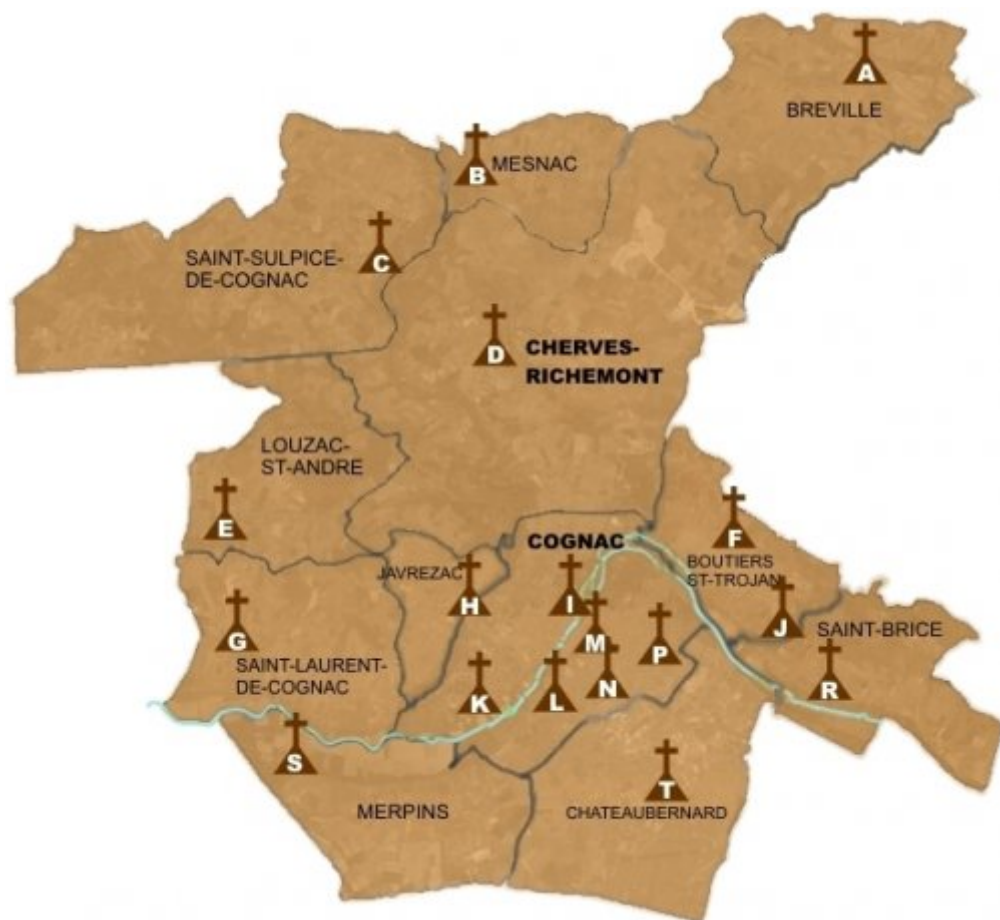 A
BREVILLE
B
MESNAC
C
SAINT-SULPICE-
DE-COGNAC
D
CHERVES-
RICHEMONT
LOUZAC-
ST-ANDRE
E
F
COGNAC
BOUTIERS
ST-TROJAN
JAVREZAC
H
I
G
M
J
SAINT-BRICE
P
SAINT-LAURENT-
DE-COGNAC
K
L
N
R
S
T
MERPINS
CHATEAUBERNARD